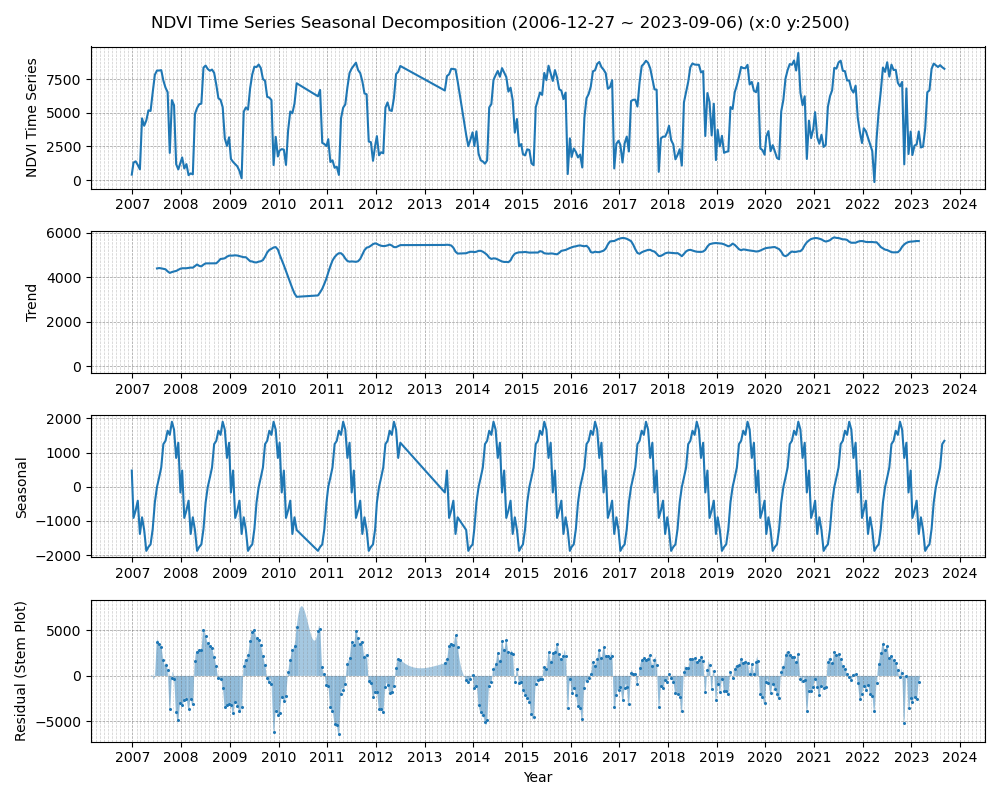 NDVI Time Series Seasonal Decomposition (2006-12-27 ~ 2023-09-06) (x:0 y:2500)
NDVI Time Series
7500
5000
2500
0
2007 2008 2009 2010 2011 2012 2013 2014 2015 2016 2017 2018 2019 2020 2021 2022 2023 2024
Trend
6000
4000
2000
0
2007 2008 2009 2010 2011 2012 2013 2014 2015 2016 2017 2018 2019 2020 2021 2022 2023 2024
Seasonal
2000
1000
0
−1000
−2000
2007 2008 2009 2010 2011 2012 2013 2014 2015 2016 2017 2018 2019 2020 2021 2022 2023 2024
Residual (Stem Plot)
5000
0
−5000
2007 2008 2009 2010 2011 2012 2013 2014 2015 2016 2017 2018 2019 2020 2021 2022 2023 2024
Year